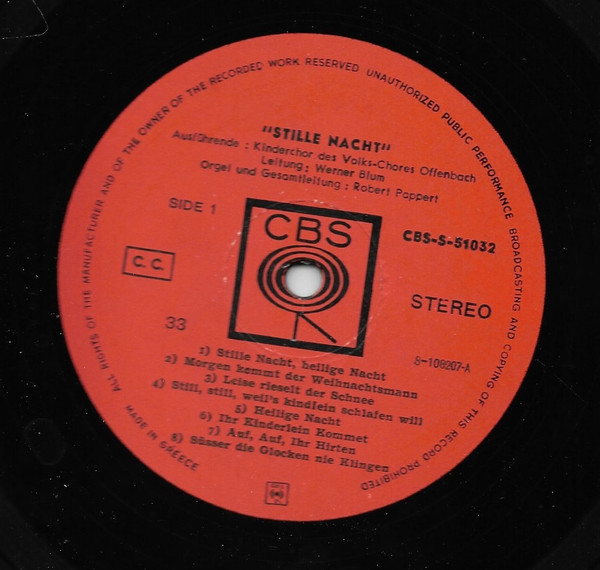 ALL RIGHTS OF THE MANUFACTURER AND OF THE OWNER OF THE RECORDED WORK RESERVED UNAUTHORIZED PUBLIC PERFORMANCE BROADCASTING AND COPYING OF THIS RECORD PROHIBITED
"STILLE NACHT"
Ausführende : Kinderchor des Volks-Chores Offenbach
Leitung : Werner Blum
Orgel und Gesamtleitung : Robert Pappert
SIDE 1
CBS
CBS-S-51032
C. C.
STEREO
33
S-108207-A
1) Stille Nacht, heilige Nacht
2) Morgen kommt der Weihnachtsmann
3) Leise rieselt der Schnee
4) Still, still, weil's kindlein schlafen will
5) Heilige Nacht
6) Ihr Kinderlein Kommet
7) Auf, Auf, Ihr Hirten
8) Süsser die Glocken nie Klingen
MADE IN GREECE